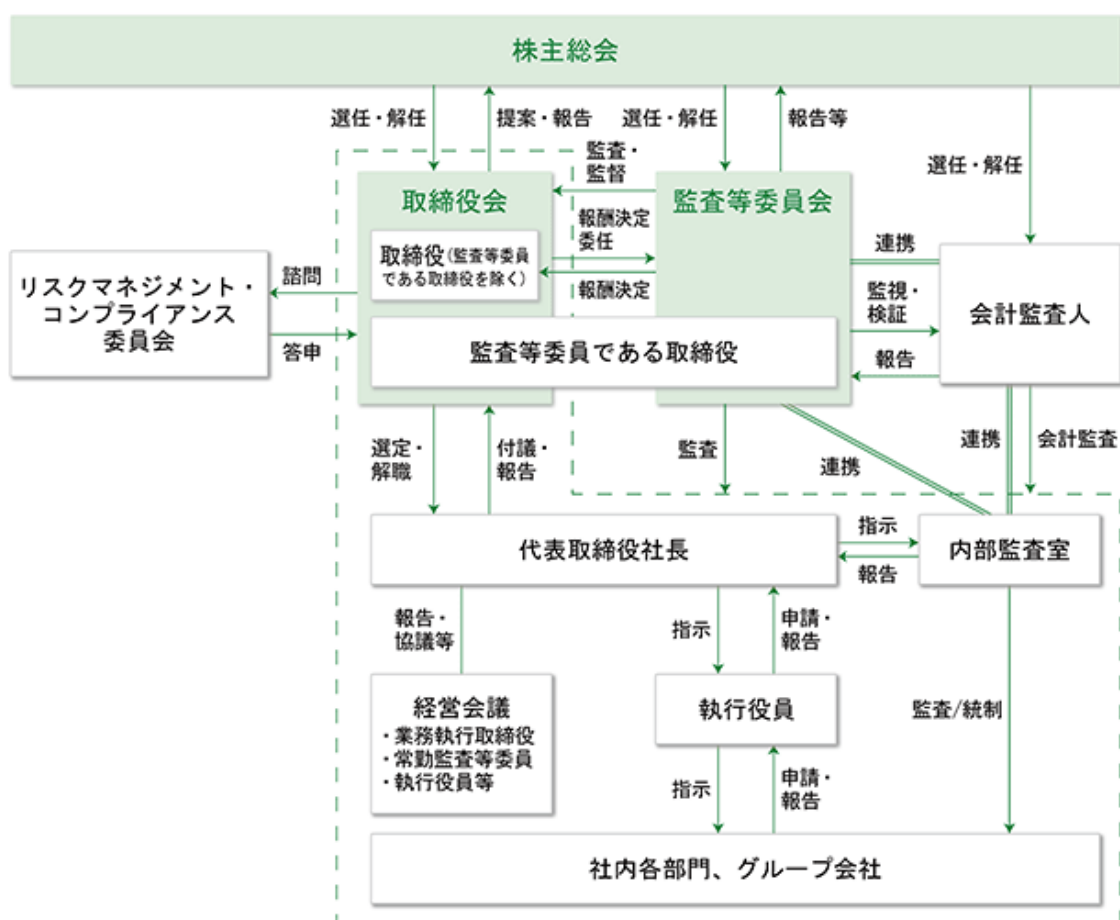 株主総会
選任・解任
提案・報告
選任・解任
報告等
選任・解任
監査・
監督
取締役会
監査等委員会
報酬決定
委任
取締役(監査等委員
である取締役を除く)
報酬決定
連携
リスクマネジメント・
コンプライアンス
委員会
諮問
答申
監視・
検証
会計監査人
報告
監査等委員である取締役
選定・
解職
付議・
報告
監査
連携
連携
会計監査
代表取締役社長
指示
報告
内部監査室
報告・
協議等
指示
申請・
報告
経営会議
・業務執行取締役
・常勤監査等委員
・執行役員等
執行役員
監査/統制
指示
申請・
報告
社内各部門、グループ会社